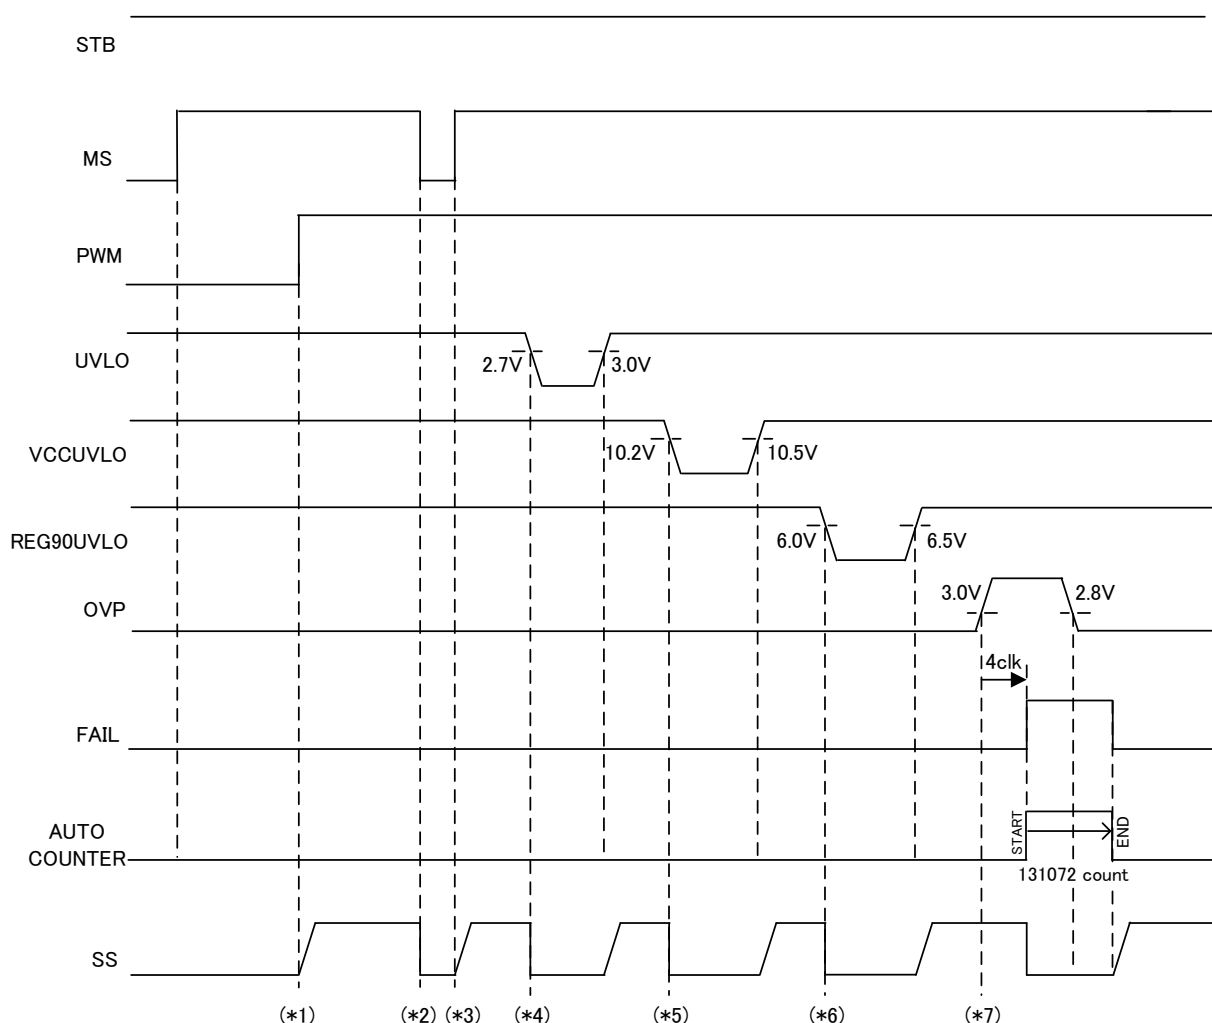 STB
MS
PWM
UVLO
2.7V
3.0V
VCCUVLO
10.2V
10.5V
REG90UVLO
6.0V
6.5V
OVP
3.0V
2.8V
4clk
FAIL
AUTO
COUNTER
START
END
131072 count
SS
(*1)
(*2)
(*3)
(*4)
(*5)
(*6)
(*7)